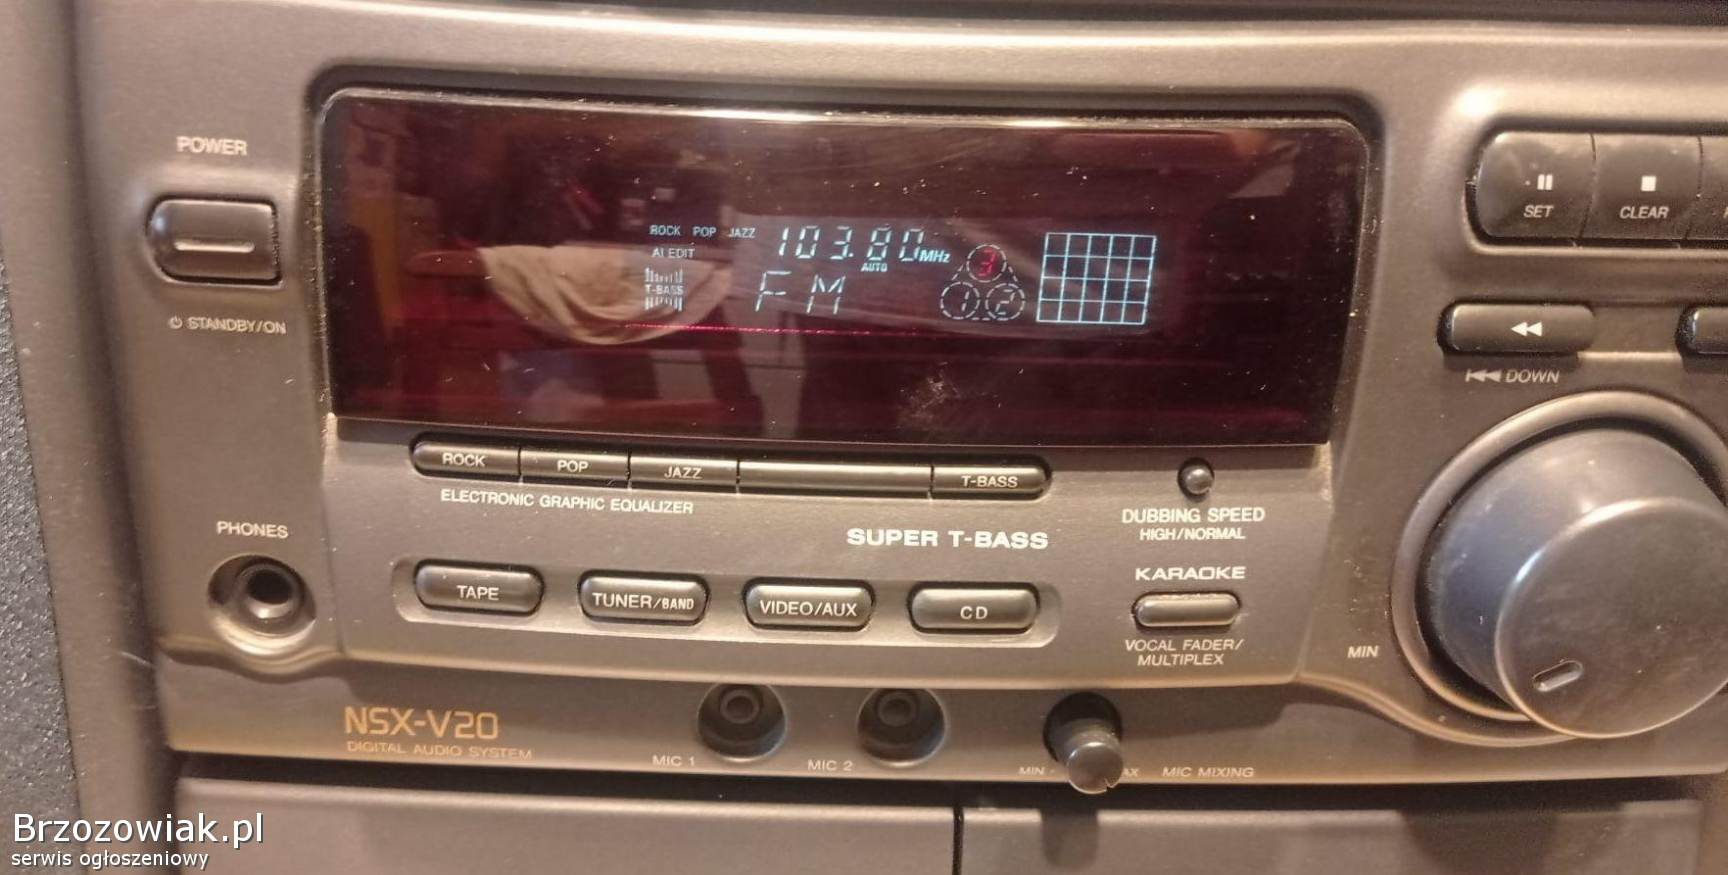 POWER
STANDBY/ON
ROCK POP JAZZ
AI EDIT
T-BASS
103.80 MHz
AUTO
FM
3
1 2
SET
CLEAR
DOWN
ROCK
POP
JAZZ
T-BASS
ELECTRONIC GRAPHIC EQUALIZER
SUPER T-BASS
DUBBING SPEED
HIGH/NORMAL
PHONES
TAPE
TUNER/BAND
VIDEO/AUX
CD
KARAOKE
VOCAL FADER/
MULTIPLEX
MIN
NSX-V20
DIGITAL AUDIO SYSTEM
MIC 1
MIC 2
MIN
MIC MIXING
Brzozowiak.pl
serwis ogłoszeniowy